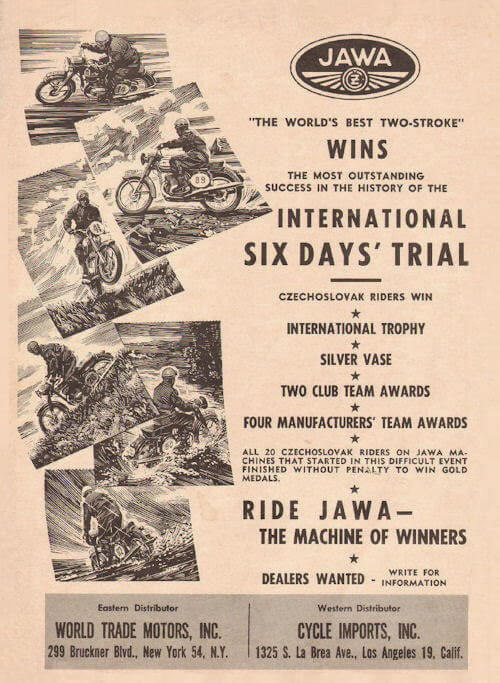 JAWA
CZ
"THE WORLD'S BEST TWO-STROKE"
WINS
THE MOST OUTSTANDING
SUCCESS IN THE HISTORY OF THE
INTERNATIONAL
SIX DAYS' TRIAL
CZECHOSLOVAK RIDERS WIN
★
INTERNATIONAL TROPHY
★
SILVER VASE
★
TWO CLUB TEAM AWARDS
★
FOUR MANUFACTURERS' TEAM AWARDS
★
ALL 20 CZECHOSLOVAK RIDERS ON JAWA MA-
CHINES THAT STARTED IN THIS DIFFICULT EVENT
FINISHED WITHOUT PENALTY TO WIN GOLD
MEDALS.
★
RIDE JAWA—
THE MACHINE OF WINNERS
★
DEALERS WANTED - WRITE FOR
INFORMATION
Eastern Distributor
WORLD TRADE MOTORS, INC.
299 Bruckner Blvd., New York 54, N.Y.
Western Distributor
CYCLE IMPORTS, INC.
1325 S. La Brea Ave., Los Angeles 19, Calif.